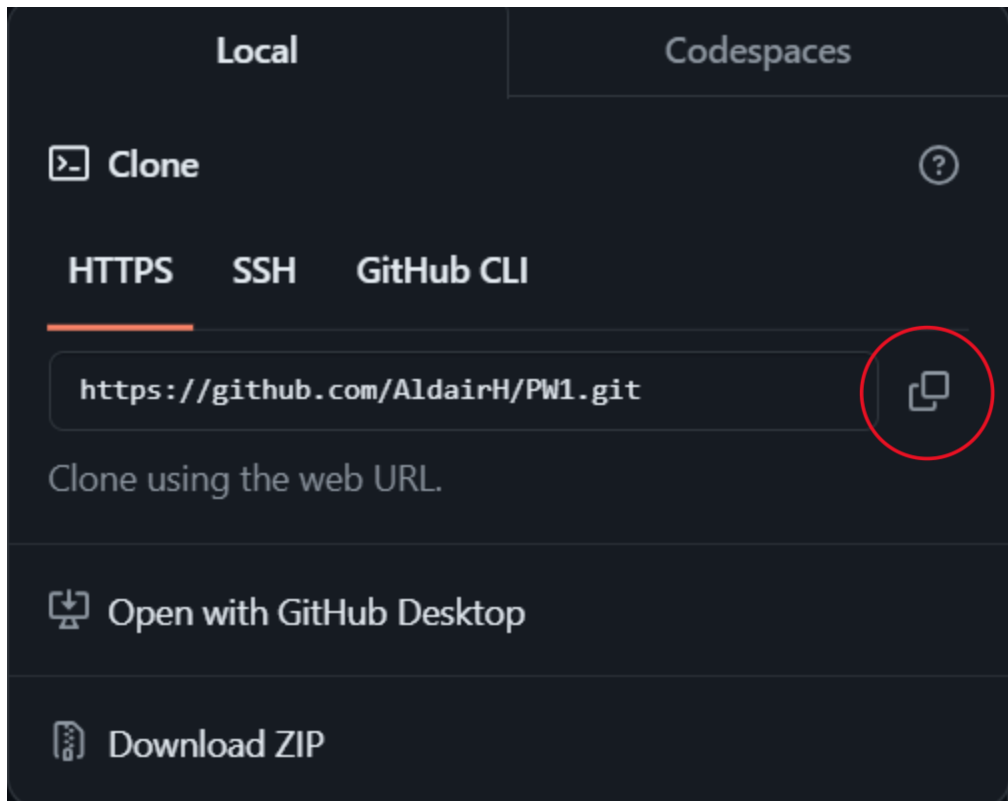 Local Codespaces
Clone
HTTPS SSH GitHub CLI
https://github.com/AldairH/PW1.git
Clone using the web URL.
Open with GitHub Desktop
Download ZIP